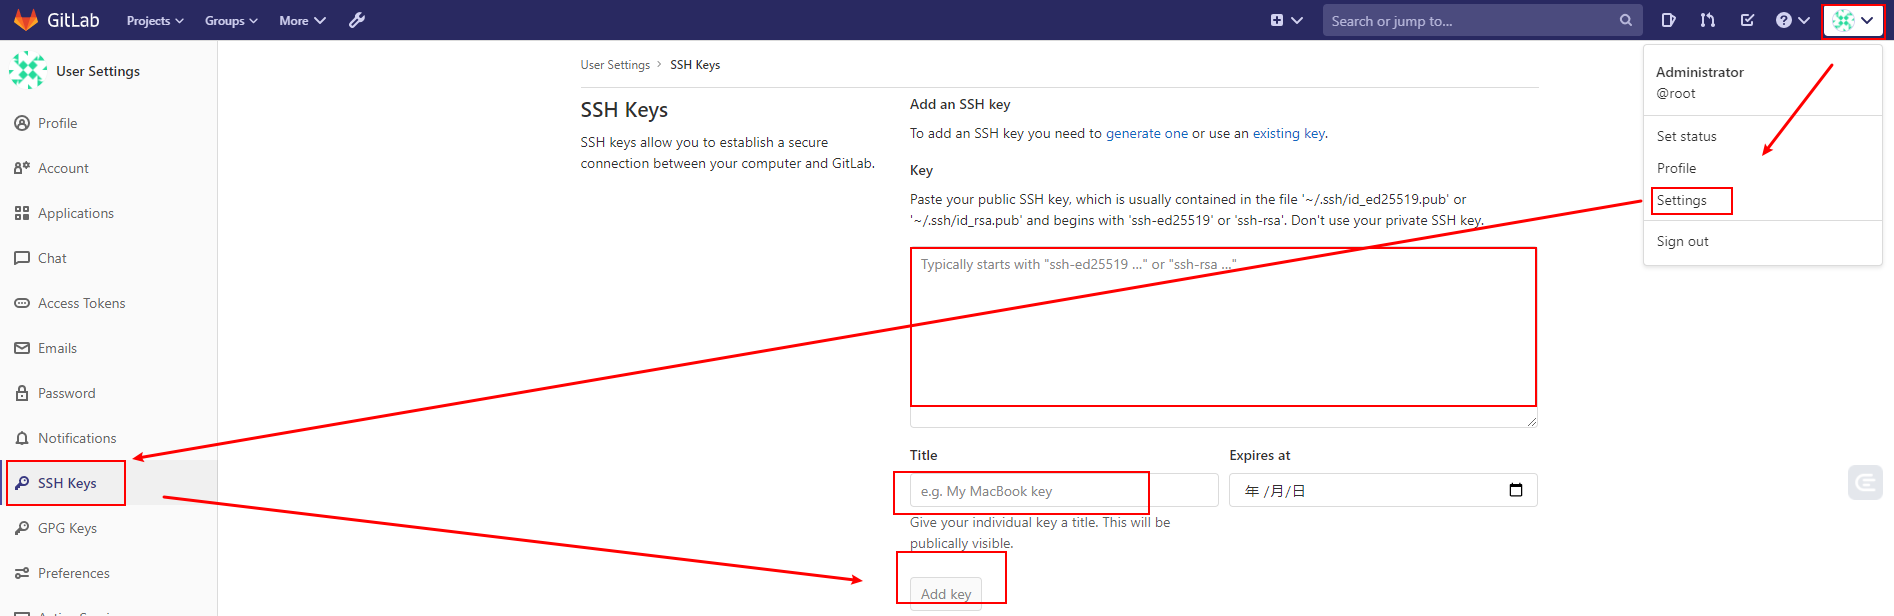 GitLab Projects Groups More Search or jump to...
User Settings
Profile
Account
Applications
Chat
Access Tokens
Emails
Password
Notifications
SSH Keys
GPG Keys
Preferences
User Settings > SSH Keys
SSH Keys
SSH keys allow you to establish a secure
connection between your computer and GitLab.
Add an SSH key
To add an SSH key you need to generate one or use an existing key.
Key
Paste your public SSH key, which is usually contained in the file '~/.ssh/id_ed25519.pub' or
'~/.ssh/id_rsa.pub' and begins with 'ssh-ed25519' or 'ssh-rsa'. Don't use your private SSH key.
Typically starts with "ssh-ed25519 ..." or "ssh-rsa ..."
Title
e.g. My MacBook key
Give your individual key a title. This will be
publically visible.
Expires at
年 /月/日
Add key
Administrator
@root
Set status
Profile
Settings
Sign out